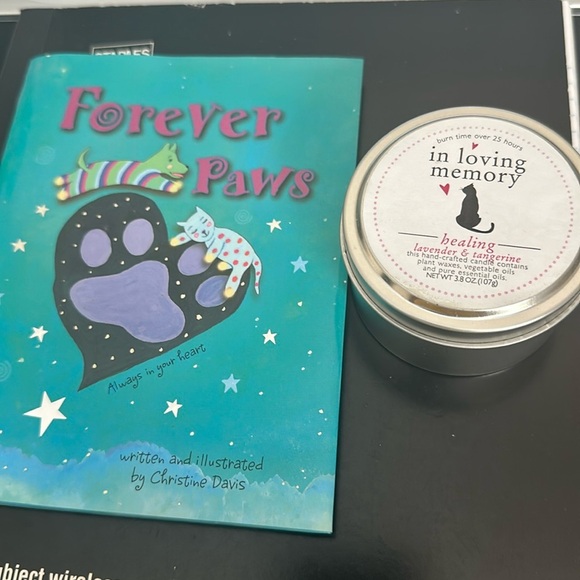 STAPLES
Forever
Paws
Always in your heart
written and illustrated
by Christine Davis
burn time over 25 hours
in loving
memory
healing
lavender & tangerine
this hand-crafted candle contains
plant waxes, vegetable oils
and pure essential oils.
NET WT 3.8 OZ. (107g)